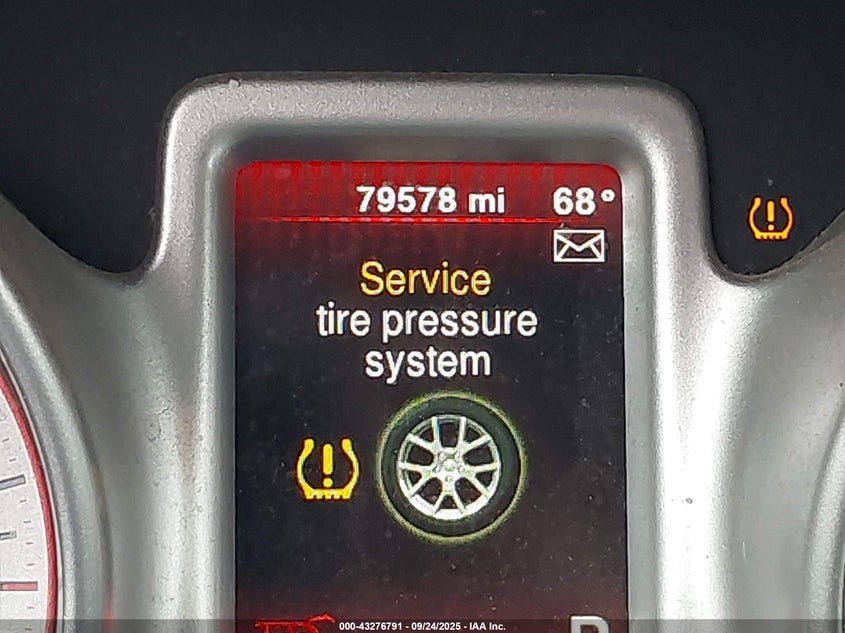 79578 mi 68°
Service
tire pressure
system
000-43276791 - 09/24/2025 - IAA Inc.